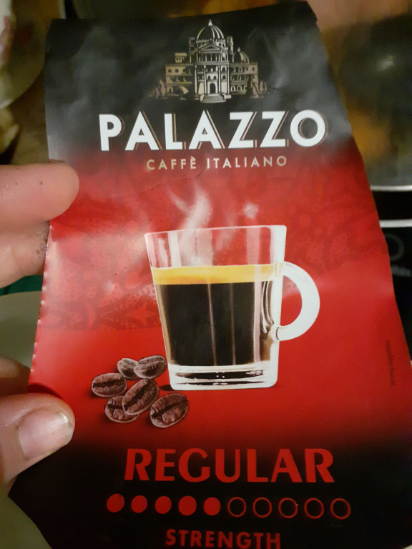 PALAZZO
CAFFÈ ITALIANO
REGULAR
STRENGTH